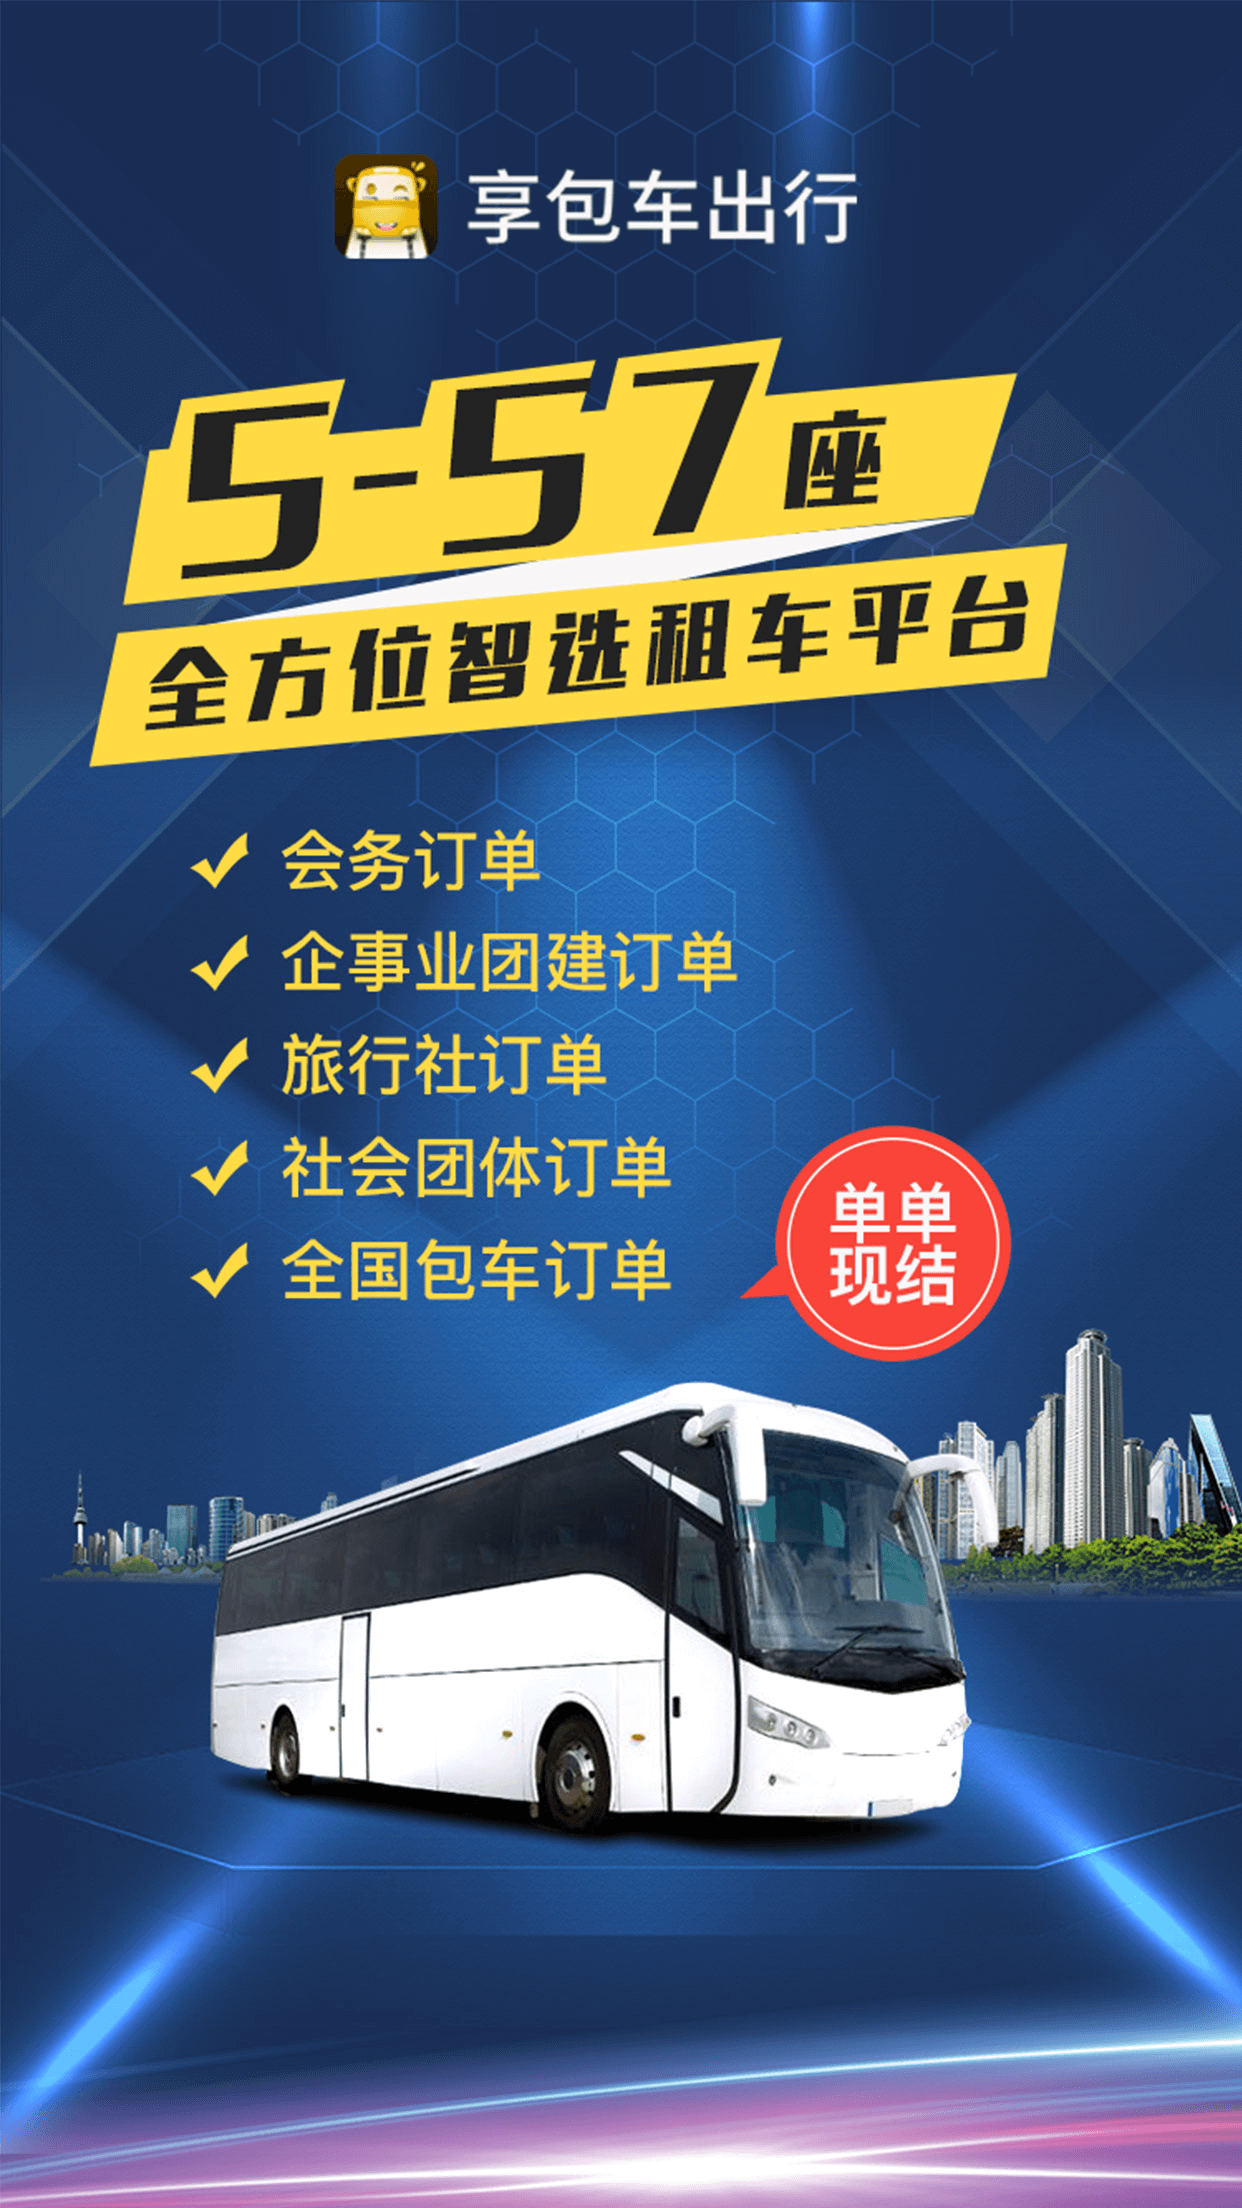 享包车出行
5-57座
全方位智选租车平台
会务订单
企事业团建订单
旅行社订单
社会团体订单
全国包车订单
单单
现结